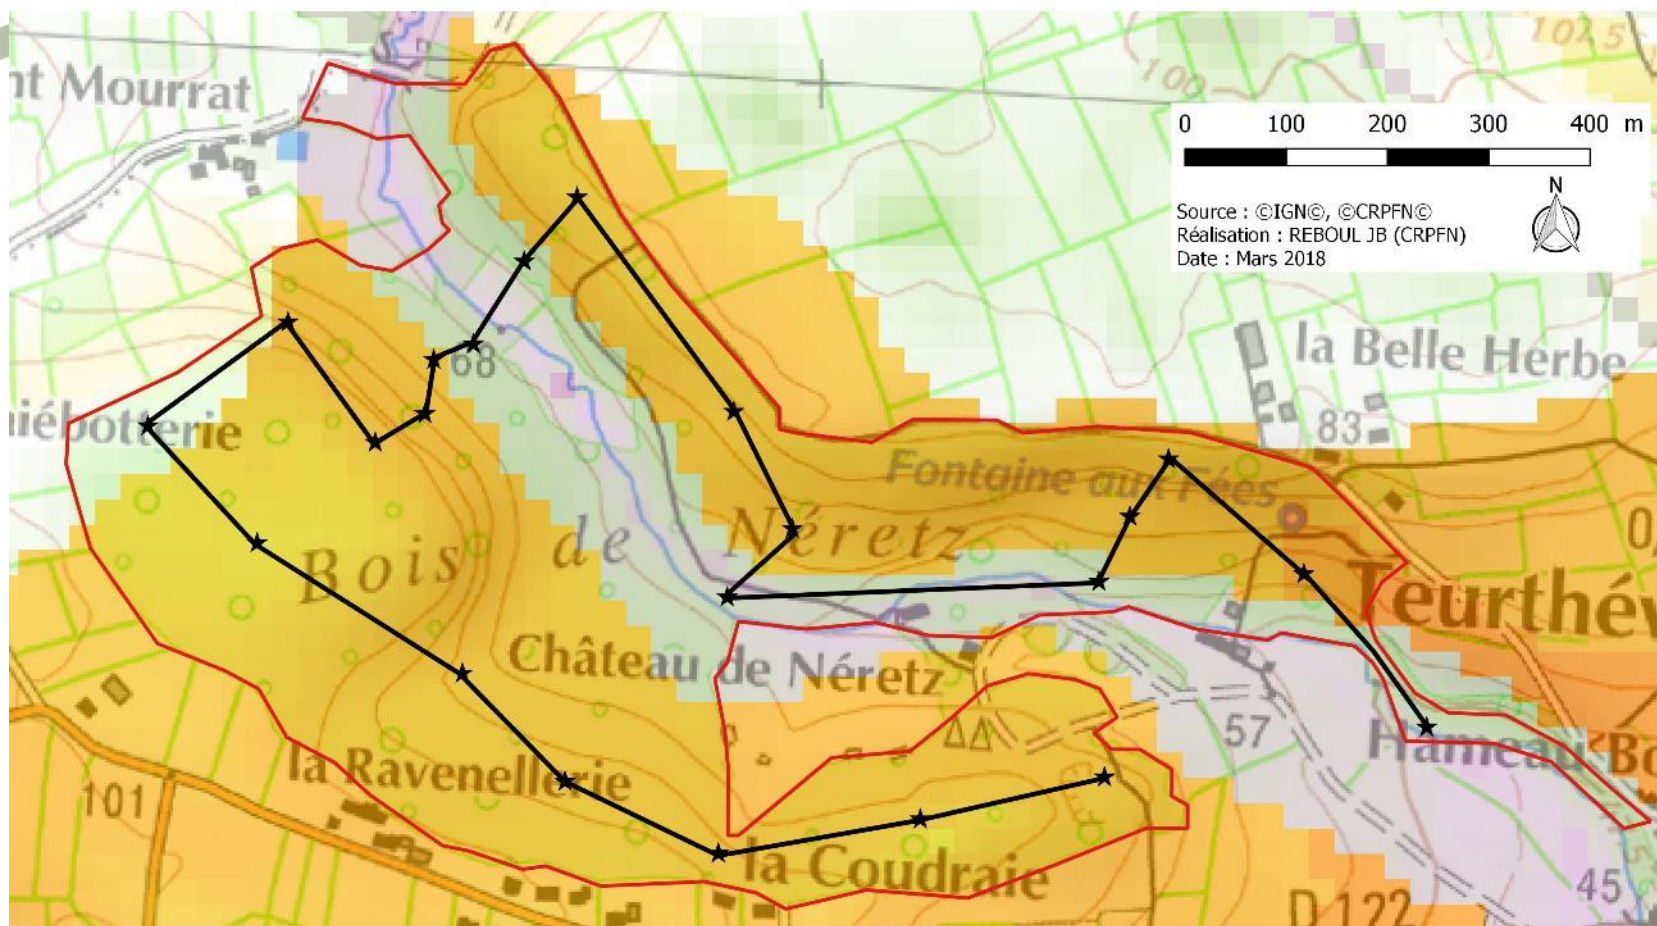 102,5
100
nt Mourrat
0 100 200 300 400 m
N
Source : ©IGN©, ©CRPFN©
Réalisation : REBOUL JB (CRPFN)
Date : Mars 2018
la Belle Herbe
68
83
iébotterie
Fontaine aux Fées
Bois de Néretz
Teurthév
Château de Néretz
57
Hameau Bo
la Ravenellerie
101
la Coudraie
45
D 122